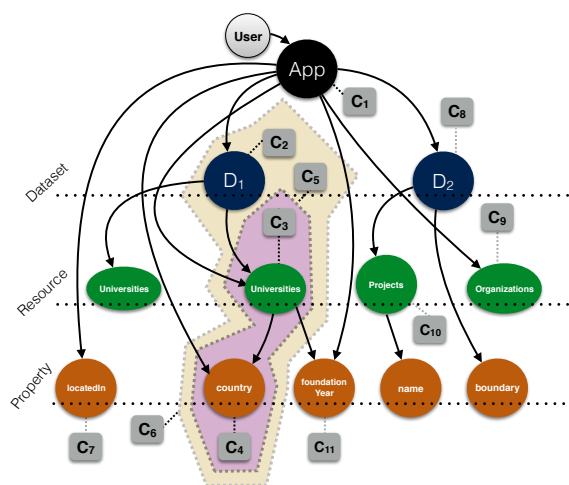 User
App
C1
C8
C2
Dataset
D1
C5
D2
C3
C9
Resource
Universities
Universities
Projects
Organizations
C10
Property
locatedIn
country
foundation
Year
name
boundary
C6
C7
C4
C11